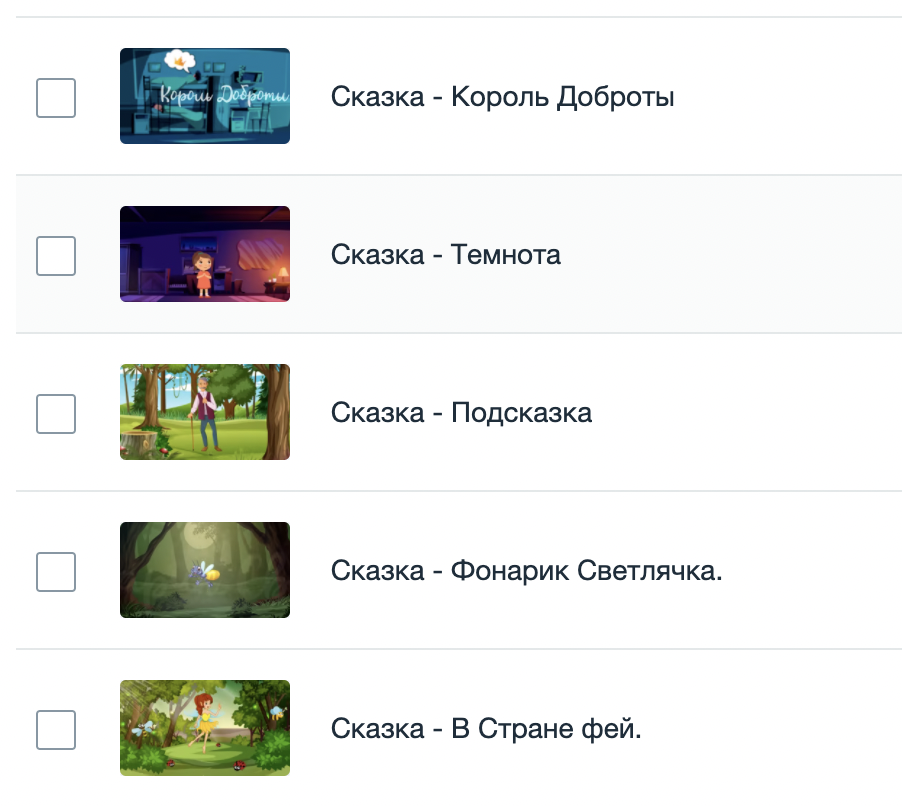 Король Доброты
Сказка - Король Доброты
Сказка - Темнота
Сказка - Подсказка
Сказка - Фонарик Светлячка.
Сказка - В Стране фей.